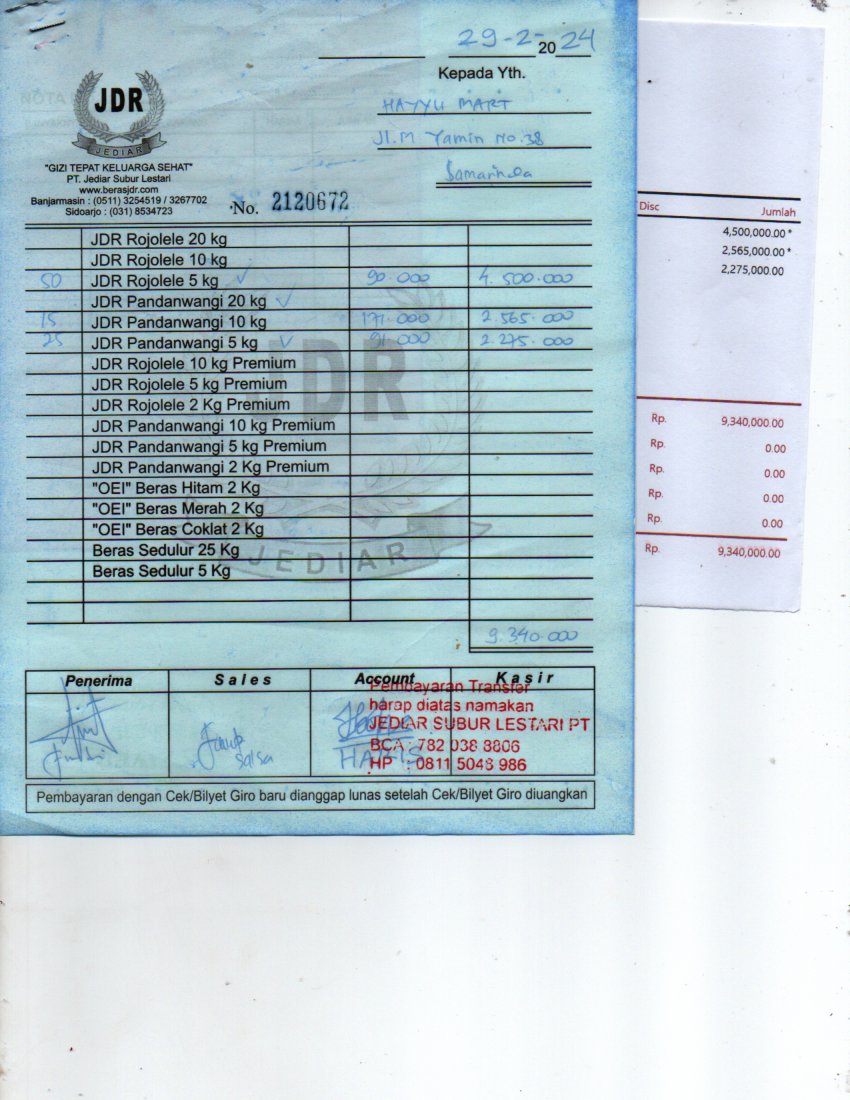 29-2-2024
Kepada Yth.
HAYYU MART
Jl. M Yamin No. 38
Samarinda
JDR
JEDIAR
"GIZI TEPAT KELUARGA SEHAT"
PT. Jediar Subur Lestari
www.berasjdr.com
Banjarmasin : (0511) 3254519 / 3267702
Sidoarjo : (031) 8534723
No. 2120672
JDR Rojolele 20 kg
JDR Rojolele 10 kg
50 JDR Rojolele 5 kg ✓ 90.000 4.500.000
JDR Pandanwangi 20 kg ✓
15 JDR Pandanwangi 10 kg 171.000 2.565.000
25 JDR Pandanwangi 5 kg ✓ 91.000 2.275.000
JDR Rojolele 10 kg Premium
JDR Rojolele 5 kg Premium
JDR Rojolele 2 Kg Premium
JDR Pandanwangi 10 kg Premium
JDR Pandanwangi 5 kg Premium
JDR Pandanwangi 2 Kg Premium
"OEI" Beras Hitam 2 Kg
"OEI" Beras Merah 2 Kg
"OEI" Beras Coklat 2 Kg
Beras Sedulur 25 Kg
Beras Sedulur 5 Kg
JDR
JEDIAR
9.340.000
Penerima Sales Account Kasir
Pembayaran Transfer
harap diatas namakan
JEDIAR SUBUR LESTARI PT
BCA : 782 038 8806
HP : 0811 5043 986
Salsa
HARIS
Pembayaran dengan Cek/Bilyet Giro baru dianggap lunas setelah Cek/Bilyet Giro diuangkan
Disc Jumlah
4,500,000.00 *
2,565,000.00 *
2,275,000.00
Rp. 9,340,000.00
Rp. 0.00
Rp. 0.00
Rp. 0.00
Rp. 0.00
Rp. 9,340,000.00